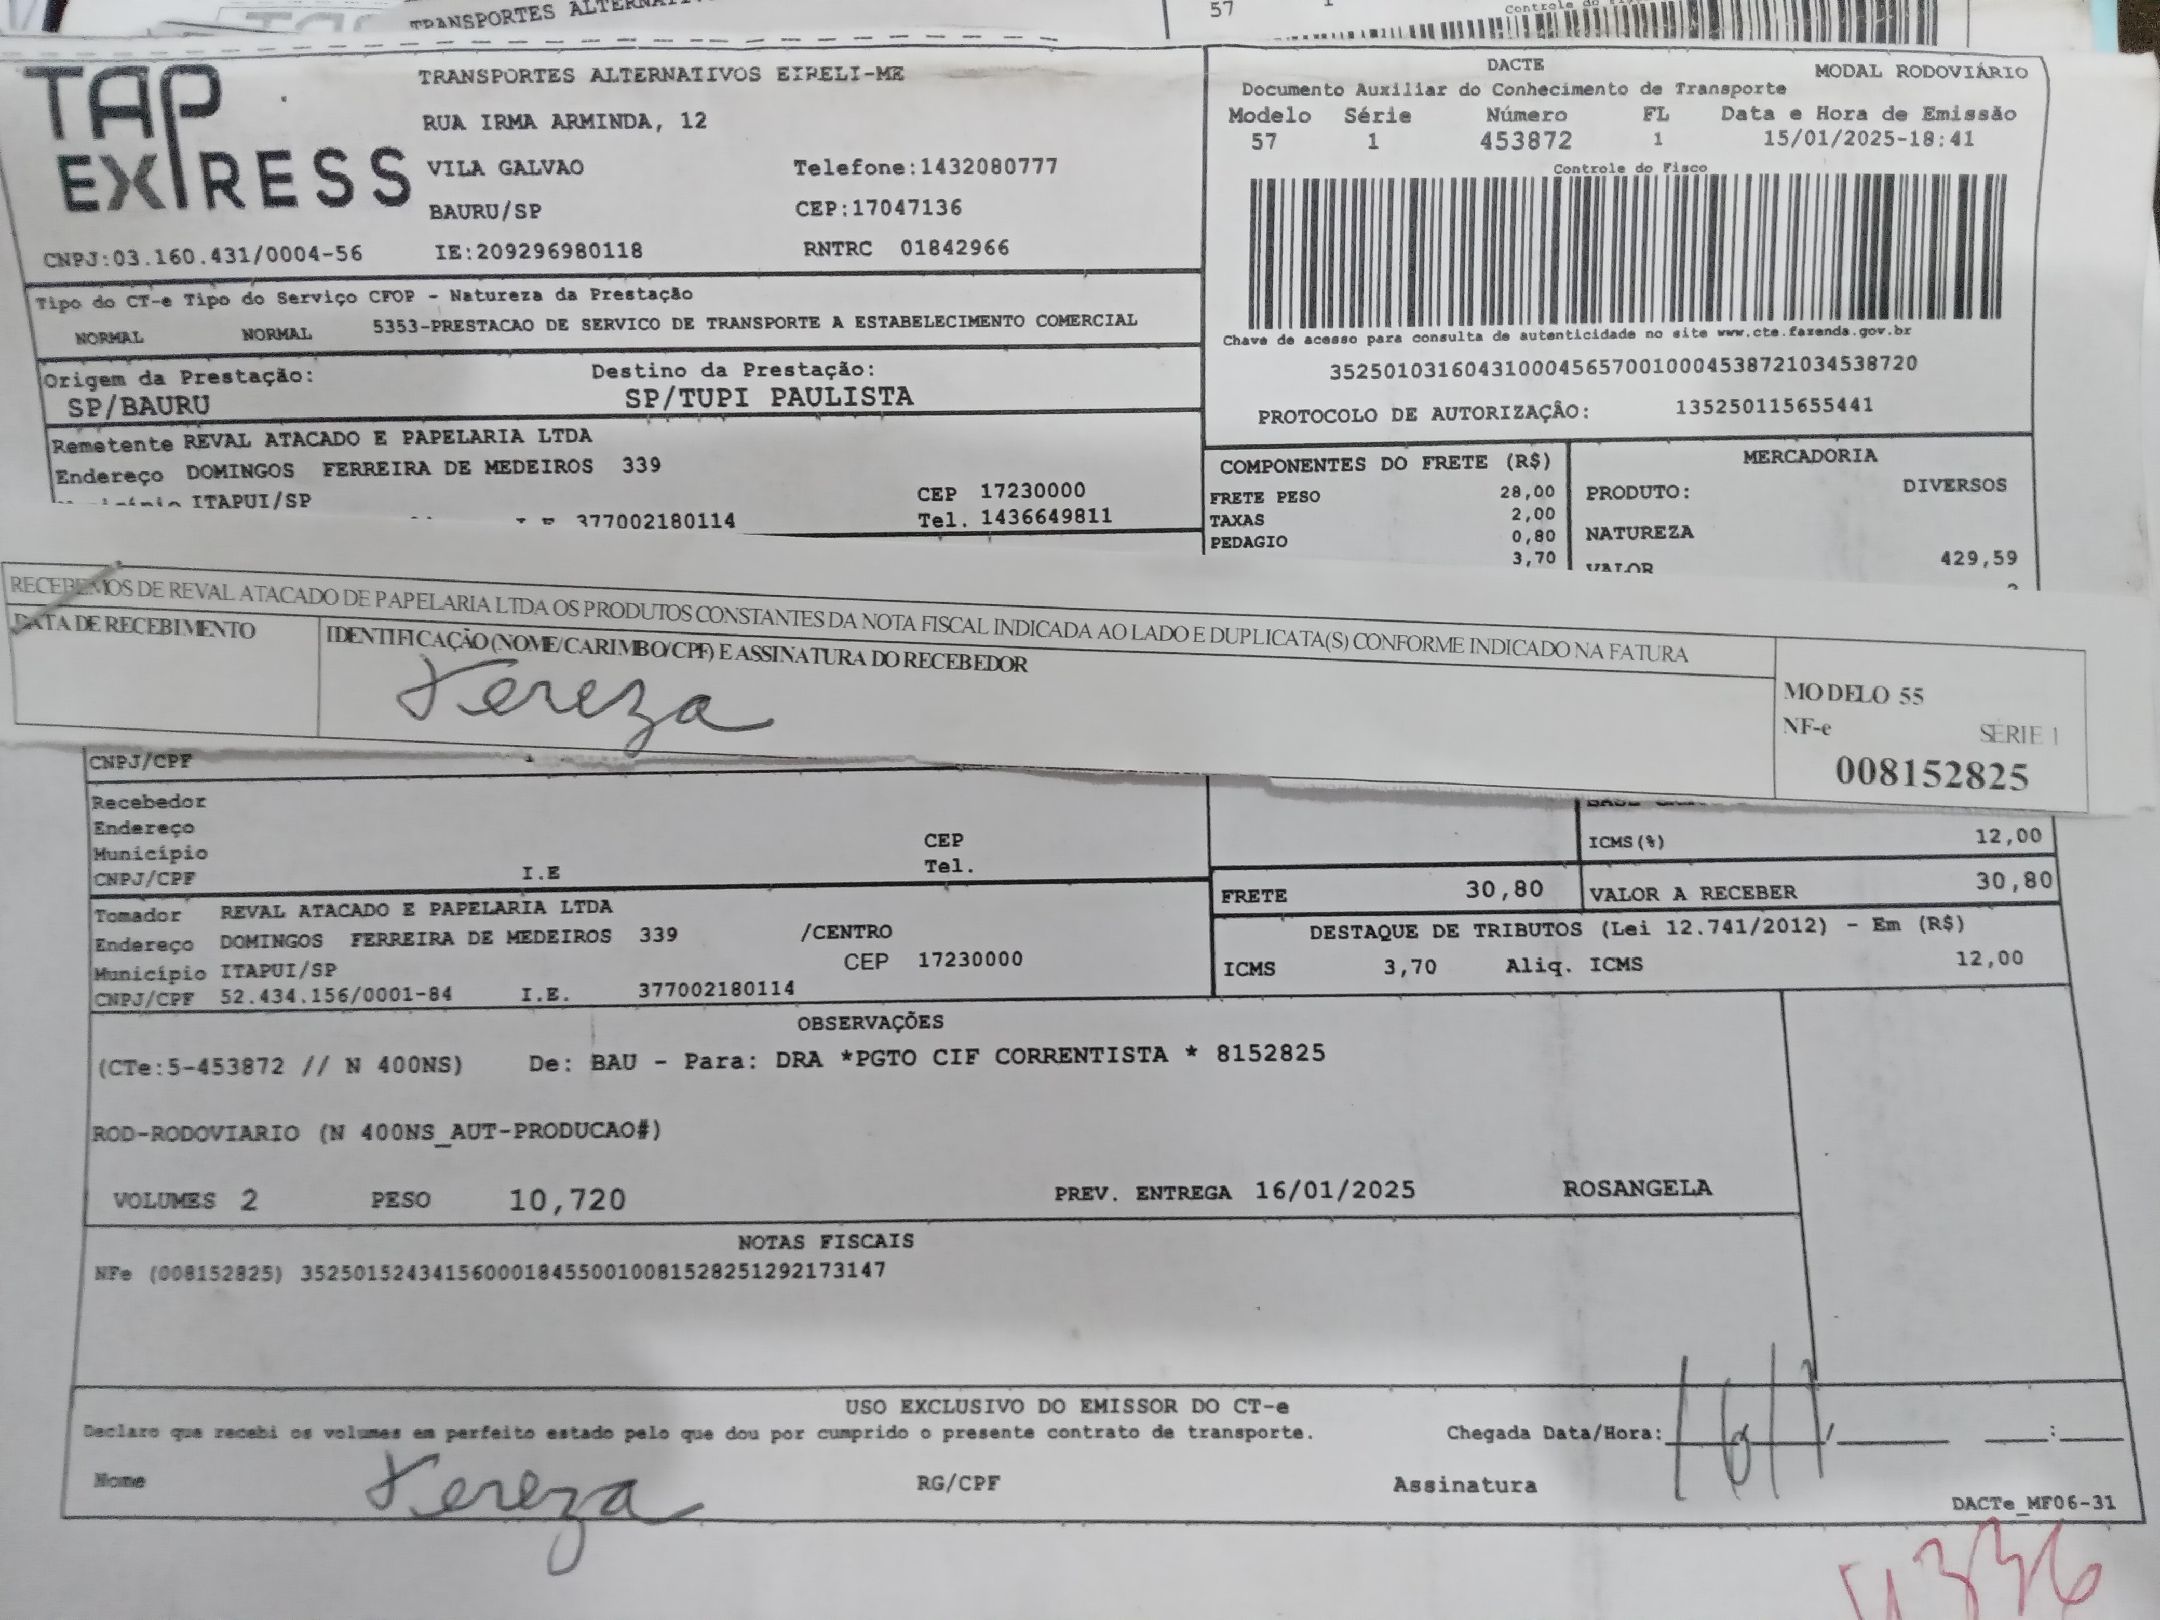 TRANSPORTES
57
TAP EXPRESS
TRANSPORTES ALTERNATIVOS EIRELI-ME
RUA IRMA ARMINDA, 12
VILA GALVAO Telefone:1432080777
BAURU/SP CEP:17047136
CNPJ:03.160.431/0004-56 IE:209296980118 RNTRC 01842966
DACTE MODAL RODOVIÁRIO
Documento Auxiliar do Conhecimento de Transporte
Modelo Série Número FL Data e Hora de Emissão
57 1 453872 1 15/01/2025-18:41
Controle do Fisco
Chave de acesso para consulta de autenticidade no site www.cte.fazenda.gov.br
35250103160431000456570010004538721034538720
PROTOCOLO DE AUTORIZAÇÃO: 135250115655441
Tipo do CT-e Tipo do Serviço CFOP - Natureza da Prestação
NORMAL NORMAL 5353-PRESTACAO DE SERVICO DE TRANSPORTE A ESTABELECIMENTO COMERCIAL
Origem da Prestação: Destino da Prestação:
SP/BAURU SP/TUPI PAULISTA
Remetente REVAL ATACADO E PAPELARIA LTDA
Endereço DOMINGOS FERREIRA DE MEDEIROS 339
ITAPUI/SP CEP 17230000
377002180114 Tel. 1436649811
COMPONENTES DO FRETE (R$) MERCADORIA
FRETE PESO 28,00 PRODUTO: DIVERSOS
TAXAS 2,00 NATUREZA
PEDAGIO 0,80
3,70 VALOR 429,59
RECEBEMOS DE REVAL ATACADO DE PAPELARIA LTDA OS PRODUTOS CONSTANTES DA NOTA FISCAL INDICADA AO LADO E DUPLICATA(S) CONFORME INDICADO NA FATURA
DATA DE RECEBIMENTO IDENTIFICAÇÃO (NOME/CARIMBO/CPF) E ASSINATURA DO RECEBEDOR
Tereza
MODELO 55
NF-e SÉRIE 1
008152825
CNPJ/CPF
Recebedor
Endereço
Município CEP
CNPJ/CPF I.E Tel.
ICMS(%) 12,00
FRETE 30,80 VALOR A RECEBER 30,80
Tomador REVAL ATACADO E PAPELARIA LTDA
Endereço DOMINGOS FERREIRA DE MEDEIROS 339 /CENTRO
Município ITAPUI/SP CEP 17230000
CNPJ/CPF 52.434.156/0001-84 I.E. 377002180114
DESTAQUE DE TRIBUTOS (Lei 12.741/2012) - Em (R$)
ICMS 3,70 Aliq. ICMS 12,00
OBSERVAÇÕES
(CTe:5-453872 // N 400NS) De: BAU - Para: DRA *PGTO CIF CORRENTISTA * 8152825
ROD-RODOVIARIO (N 400NS_AUT-PRODUCAO#)
VOLUMES 2 PESO 10,720 PREV. ENTREGA 16/01/2025 ROSANGELA
NOTAS FISCAIS
NFe (008152825) 35250152434156000184550010081528251292173147
USO EXCLUSIVO DO EMISSOR DO CT-e
Declaro que recebi os volumes em perfeito estado pelo que dou por cumprido o presente contrato de transporte. Chegada Data/Hora: 16/1/
Nome Tereza RG/CPF Assinatura
DACTe_MF06-31